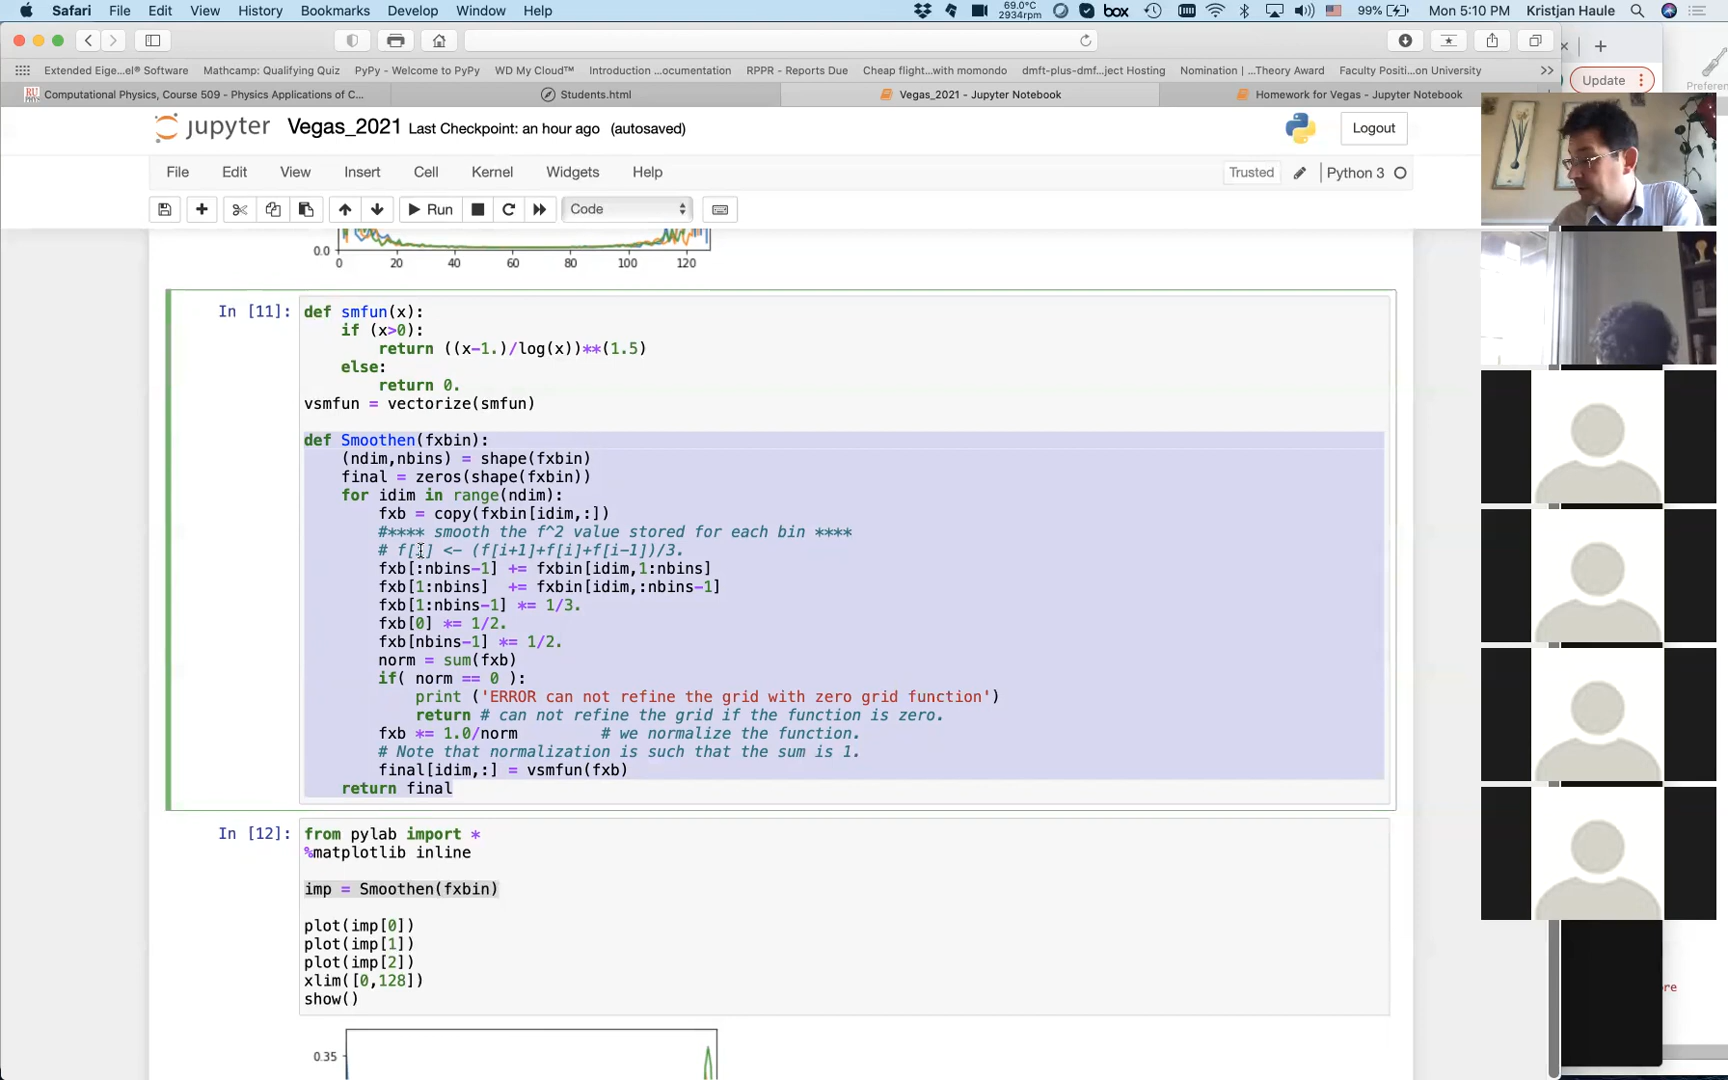 Safari File Edit View History Bookmarks Develop Window Help 69.0°C 2934rpm box 99% Mon 5:10 PM Kristjan Haule
Extended Eige...el® Software Mathcamp: Qualifying Quiz PyPy - Welcome to PyPy WD My Cloud™ Introduction ...ocumentation RPPR - Reports Due Cheap flight...with momondo dmft-plus-dmf...ject Hosting Nomination | ...Theory Award Faculty Positi...on University >> Update
Computational Physics, Course 509 - Physics Applications of C... Students.html Vegas_2021 - Jupyter Notebook Homework for Vegas - Jupyter Notebook
jupyter Vegas_2021 Last Checkpoint: an hour ago (autosaved) Logout
File Edit View Insert Cell Kernel Widgets Help Trusted Python 3
Run Code
0.0
0 20 40 60 80 100 120
In [11]: def smfun(x):
if (x>0):
return ((x-1.)/log(x))**(1.5)
else:
return 0.
vsmfun = vectorize(smfun)
def Smoothen(fxbin):
(ndim,nbins) = shape(fxbin)
final = zeros(shape(fxbin))
for idim in range(ndim):
fxb = copy(fxbin[idim,:])
#**** smooth the f^2 value stored for each bin ****
# f[i] <- (f[i+1]+f[i]+f[i-1])/3.
fxb[:nbins-1] += fxbin[idim,1:nbins]
fxb[1:nbins] += fxbin[idim,:nbins-1]
fxb[1:nbins-1] *= 1/3.
fxb[0] *= 1/2.
fxb[nbins-1] *= 1/2.
norm = sum(fxb)
if( norm == 0 ):
print ('ERROR can not refine the grid with zero grid function')
return # can not refine the grid if the function is zero.
fxb *= 1.0/norm # we normalize the function.
# Note that normalization is such that the sum is 1.
final[idim,:] = vsmfun(fxb)
return final
In [12]: from pylab import *
%matplotlib inline
imp = Smoothen(fxbin)
plot(imp[0])
plot(imp[1])
plot(imp[2])
xlim([0,128])
show()
0.35